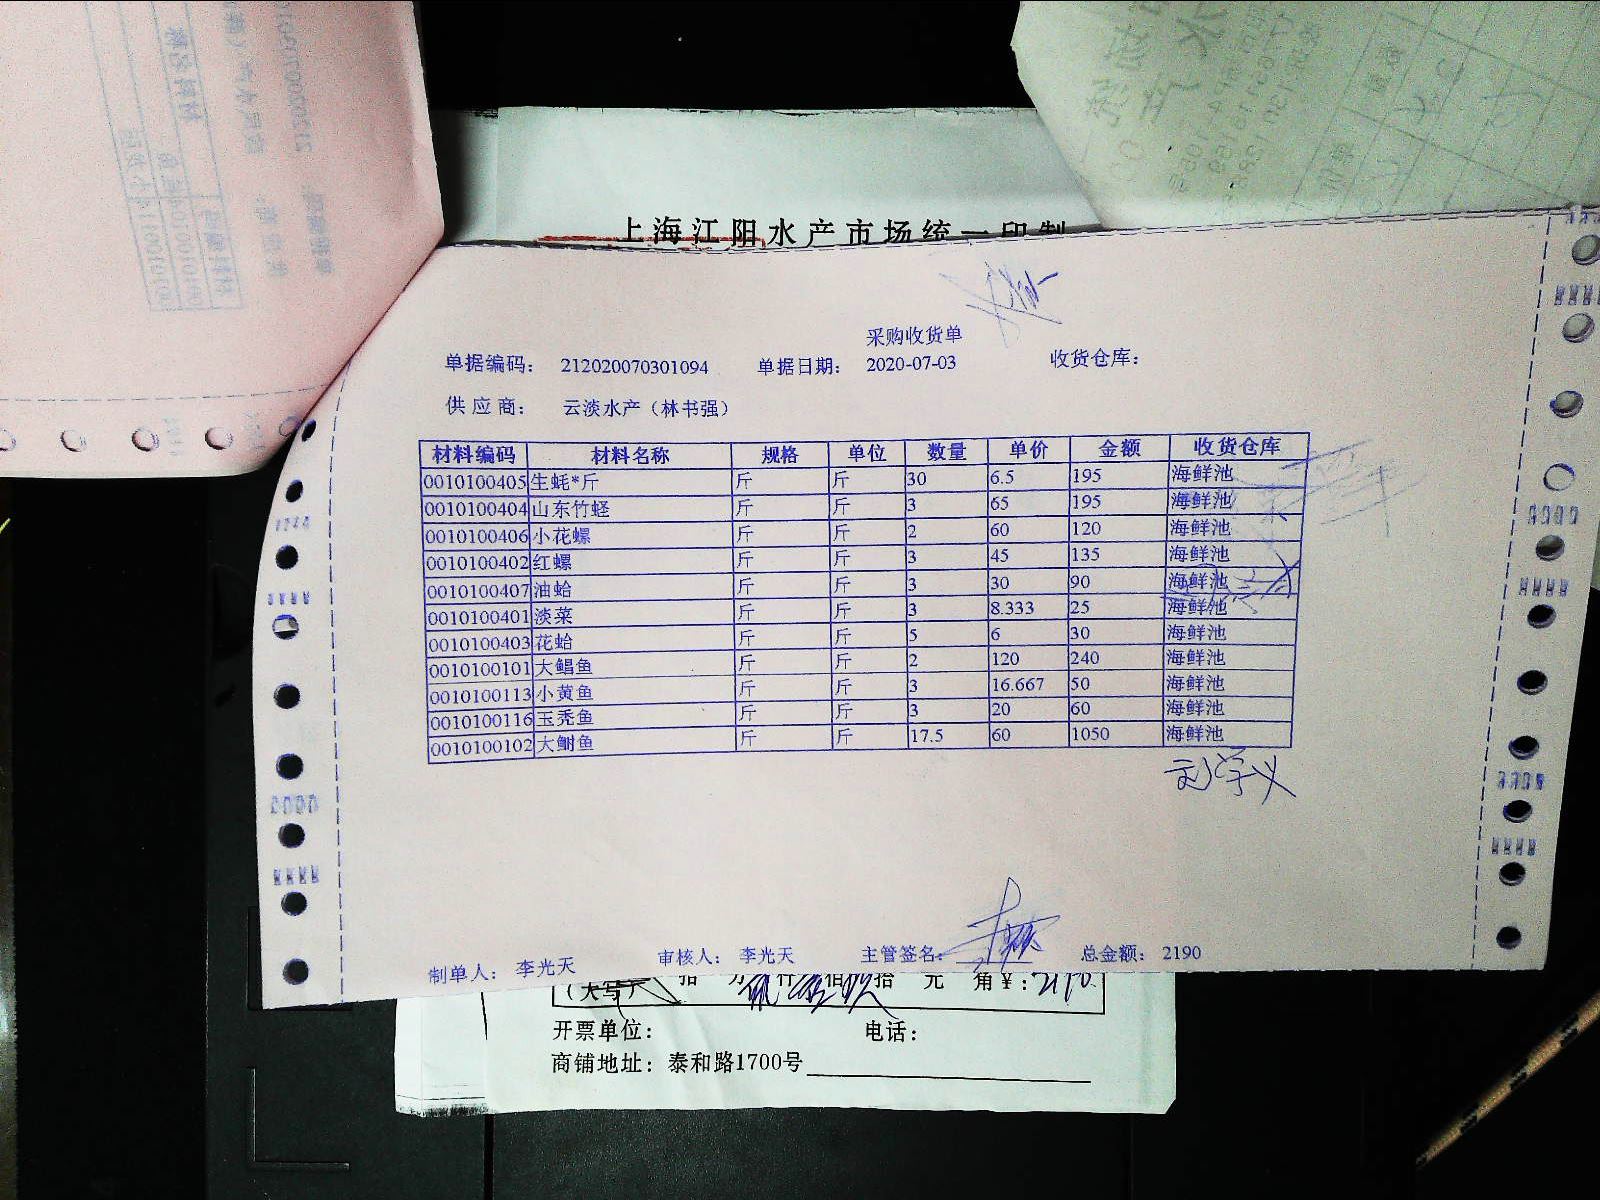 上海江阳水产市场统一印制
采购收货单
单据编码： 212020070301094 单据日期： 2020-07-03 收货仓库：
供应商： 云淡水产（林书强）
材料编码 材料名称 规格 单位 数量 单价 金额 收货仓库
0010100405 生蚝*斤 斤 斤 30 6.5 195 海鲜池
0010100404 山东竹蛏 斤 斤 3 65 195 海鲜池
0010100406 小花螺 斤 斤 2 60 120 海鲜池
0010100402 红螺 斤 斤 3 45 135 海鲜池
0010100407 油蛤 斤 斤 3 30 90 海鲜池
0010100401 淡菜 斤 斤 3 8.333 25 海鲜池
0010100403 花蛤 斤 斤 5 6 30 海鲜池
0010100101 大鲳鱼 斤 斤 2 120 240 海鲜池
0010100113 小黄鱼 斤 斤 3 16.667 50 海鲜池
0010100116 玉秃鱼 斤 斤 3 20 60 海鲜池
0010100102 大鮒鱼 斤 斤 17.5 60 1050 海鲜池
制单人： 李光天 审核人： 李光天 主管签名： 总金额： 2190
（大写） 拾 万 仟 佰 拾 元 角 ¥：2190
开票单位： 电话：
商铺地址：泰和路1700号